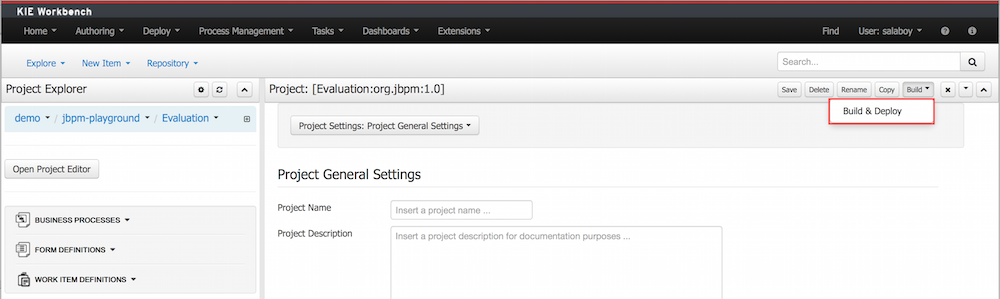 KIE Workbench
Home Authoring Deploy Process Management Tasks Dashboards Extensions Find User: salaboy
Explore New Item Repository Search...
Project Explorer
Project: [Evaluation:org.jbpm:1.0] Save Delete Rename Copy Build
Build & Deploy
demo / jbpm-playground / Evaluation
Open Project Editor
BUSINESS PROCESSES
FORM DEFINITIONS
WORK ITEM DEFINITIONS
Project Settings: Project General Settings
Project General Settings
Project Name Insert a project name ...
Project Description Insert a project description for documentation purposes ...